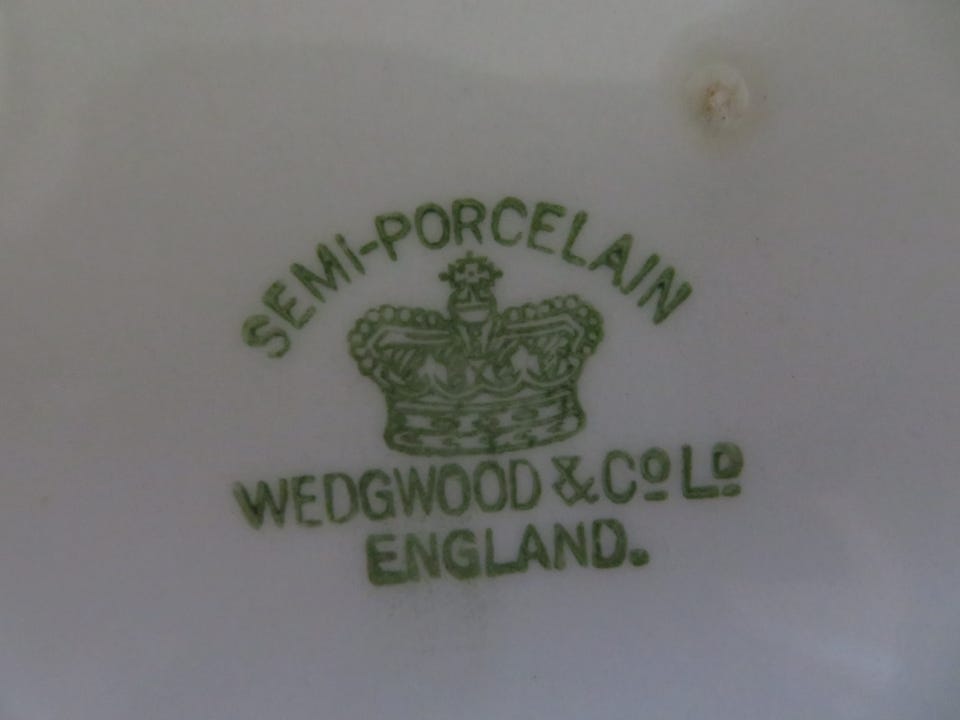 SEMI-PORCELAIN
WEDGWOOD & Co LD
ENGLAND.